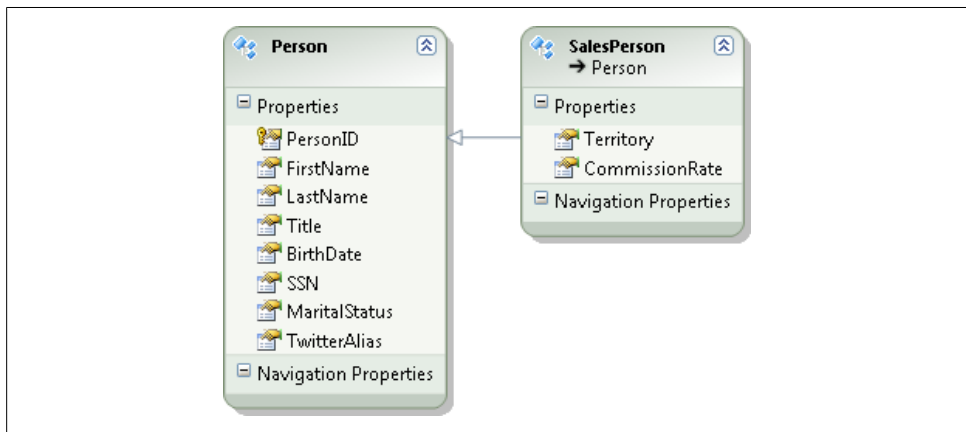 Person
Properties
PersonID
FirstName
LastName
Title
BirthDate
SSN
MaritalStatus
TwitterAlias
Navigation Properties
SalesPerson
➔ Person
Properties
Territory
CommissionRate
Navigation Properties